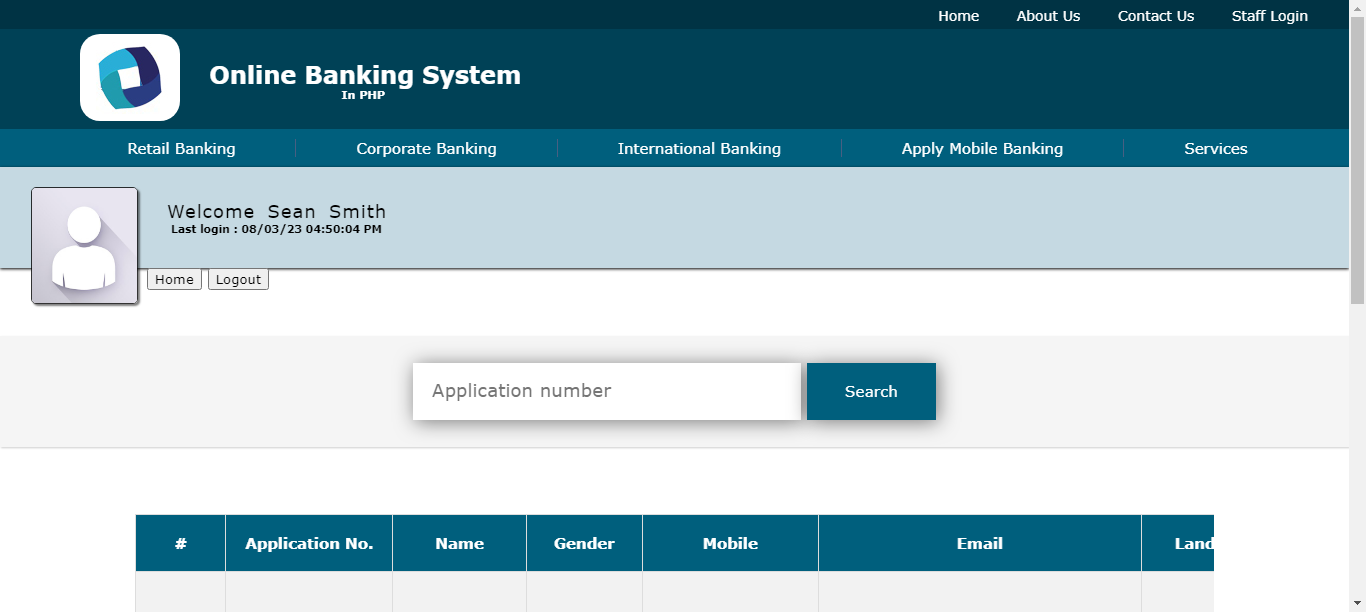 Home About Us Contact Us Staff Login
Online Banking System
In PHP
Retail Banking Corporate Banking International Banking Apply Mobile Banking Services
Welcome Sean Smith
Last login : 08/03/23 04:50:04 PM
Home Logout
Application number Search
# Application No. Name Gender Mobile Email Land